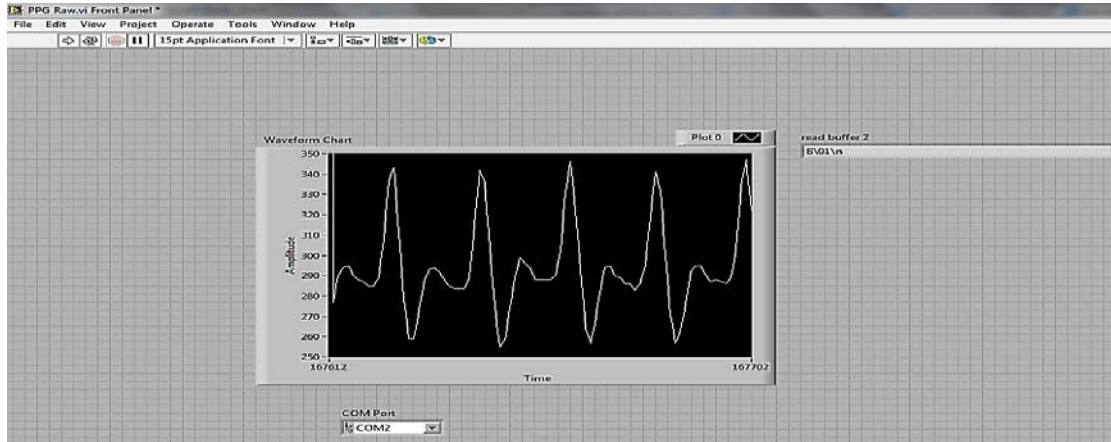 PPG Raw.vi Front Panel *
File Edit View Project Operate Tools Window Help
15pt Application Font
Waveform Chart
Plot 0
read buffer 2
B\01\n
350
340
330
320
310
300
290
280
270
260
250
Amplitude
167612
167702
Time
COM Port
COM2